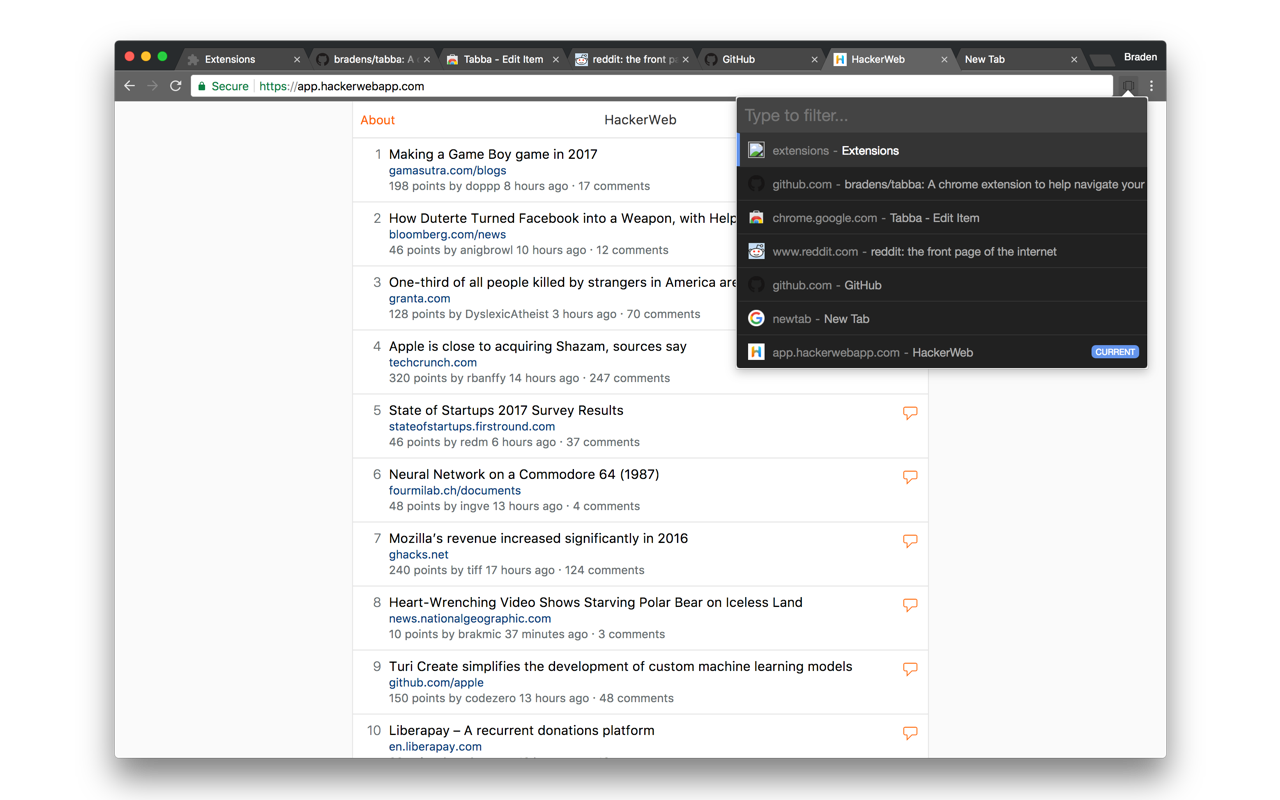 Extensions
bradens/tabba: A c
Tabba - Edit Item
reddit: the front pa
GitHub
HackerWeb
New Tab
Braden
Secure
https://app.hackerwebapp.com
About
HackerWeb
1 Making a Game Boy game in 2017
gamasutra.com/blogs
198 points by doppp 8 hours ago · 17 comments
2 How Duterte Turned Facebook into a Weapon, with Help
bloomberg.com/news
46 points by anigbrowl 10 hours ago · 12 comments
3 One-third of all people killed by strangers in America are
granta.com
128 points by DyslexicAtheist 3 hours ago · 70 comments
4 Apple is close to acquiring Shazam, sources say
techcrunch.com
320 points by rbanffy 14 hours ago · 247 comments
5 State of Startups 2017 Survey Results
stateofstartups.firstround.com
46 points by redm 6 hours ago · 37 comments
6 Neural Network on a Commodore 64 (1987)
fourmilab.ch/documents
48 points by ingve 13 hours ago · 4 comments
7 Mozilla’s revenue increased significantly in 2016
ghacks.net
240 points by tiff 17 hours ago · 124 comments
8 Heart-Wrenching Video Shows Starving Polar Bear on Iceless Land
news.nationalgeographic.com
10 points by brakmic 37 minutes ago · 3 comments
9 Turi Create simplifies the development of custom machine learning models
github.com/apple
150 points by codezero 13 hours ago · 48 comments
10 Liberapay – A recurrent donations platform
en.liberapay.com
Type to filter...
extensions - Extensions
github.com - bradens/tabba: A chrome extension to help navigate your
chrome.google.com - Tabba - Edit Item
www.reddit.com - reddit: the front page of the internet
github.com - GitHub
newtab - New Tab
app.hackerwebapp.com - HackerWeb CURRENT